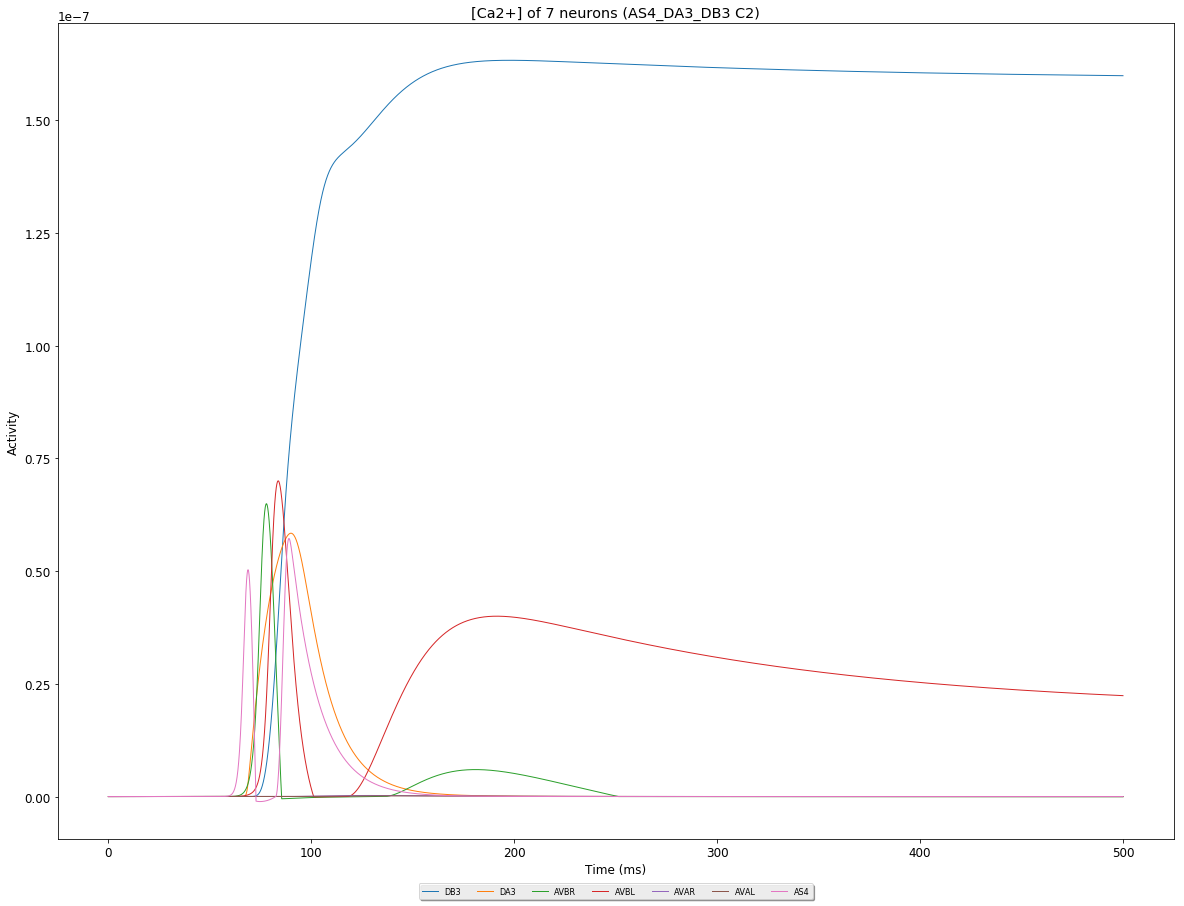 [Ca2+] of 7 neurons (AS4_DA3_DB3 C2)
1e−7
1.50
1.25
1.00
0.75
0.50
0.25
0.00
Activity
0 100 200 300 400 500
Time (ms)
DB3 DA3 AVBR AVBL AVAR AVAL AS4